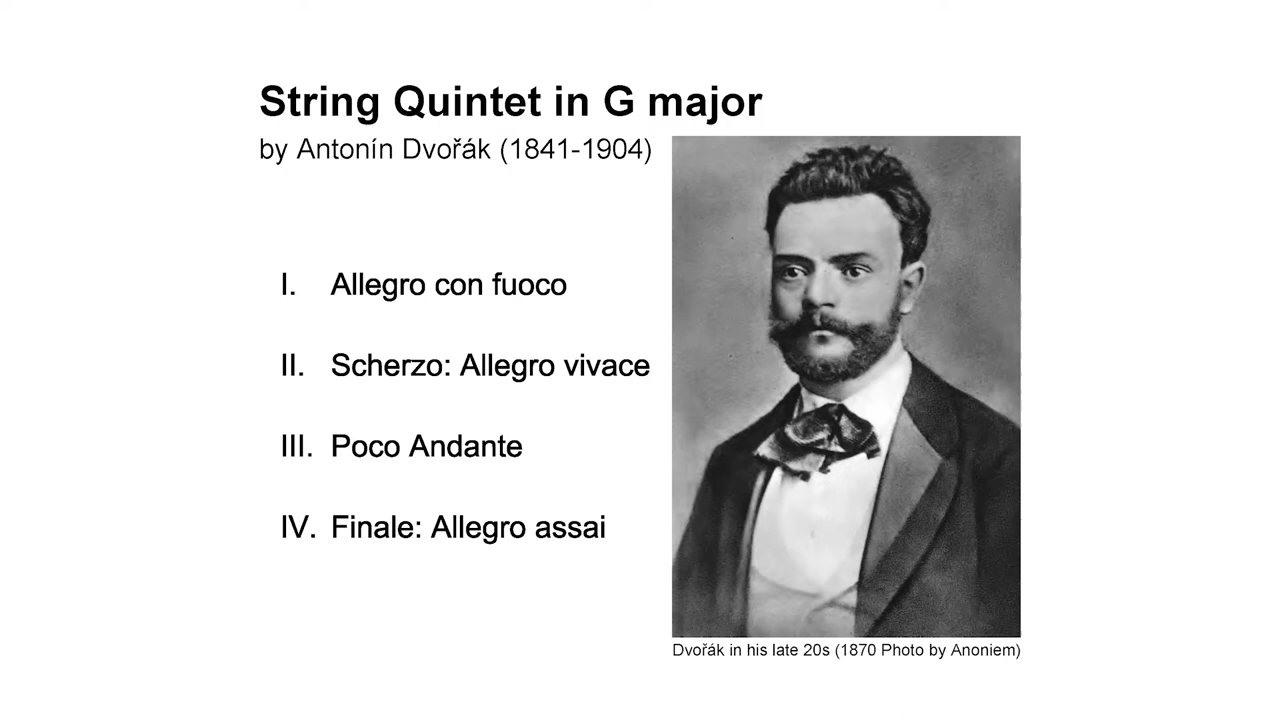 String Quintet in G major
by Antonín Dvořák (1841-1904)
I. Allegro con fuoco
II. Scherzo: Allegro vivace
III. Poco Andante
IV. Finale: Allegro assai
Dvořák in his late 20s (1870 Photo by Anoniem)